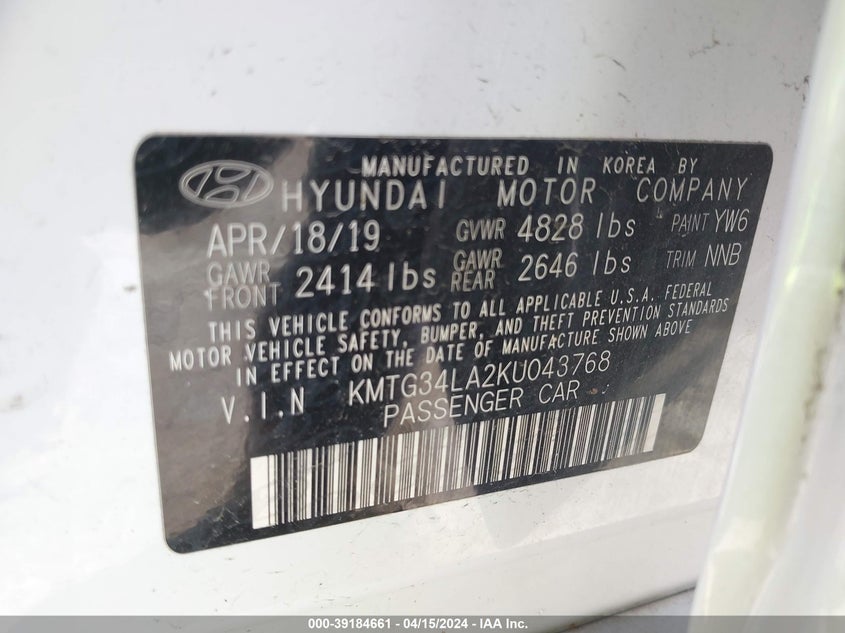 MANUFACTURED IN KOREA BY
HYUNDAI MOTOR COMPANY
APR/18/19 GVWR 4828 lbs PAINT YW6
GAWR FRONT 2414 lbs GAWR REAR 2646 lbs TRIM NNB
THIS VEHICLE CONFORMS TO ALL APPLICABLE U.S.A. FEDERAL
MOTOR VEHICLE SAFETY, BUMPER, AND THEFT PREVENTION STANDARDS
IN EFFECT ON THE DATE OF MANUFACTURE SHOWN ABOVE
V.I.N KMTG34LA2KU043768
PASSENGER CAR
000-39184661 - 04/15/2024 - IAA Inc.